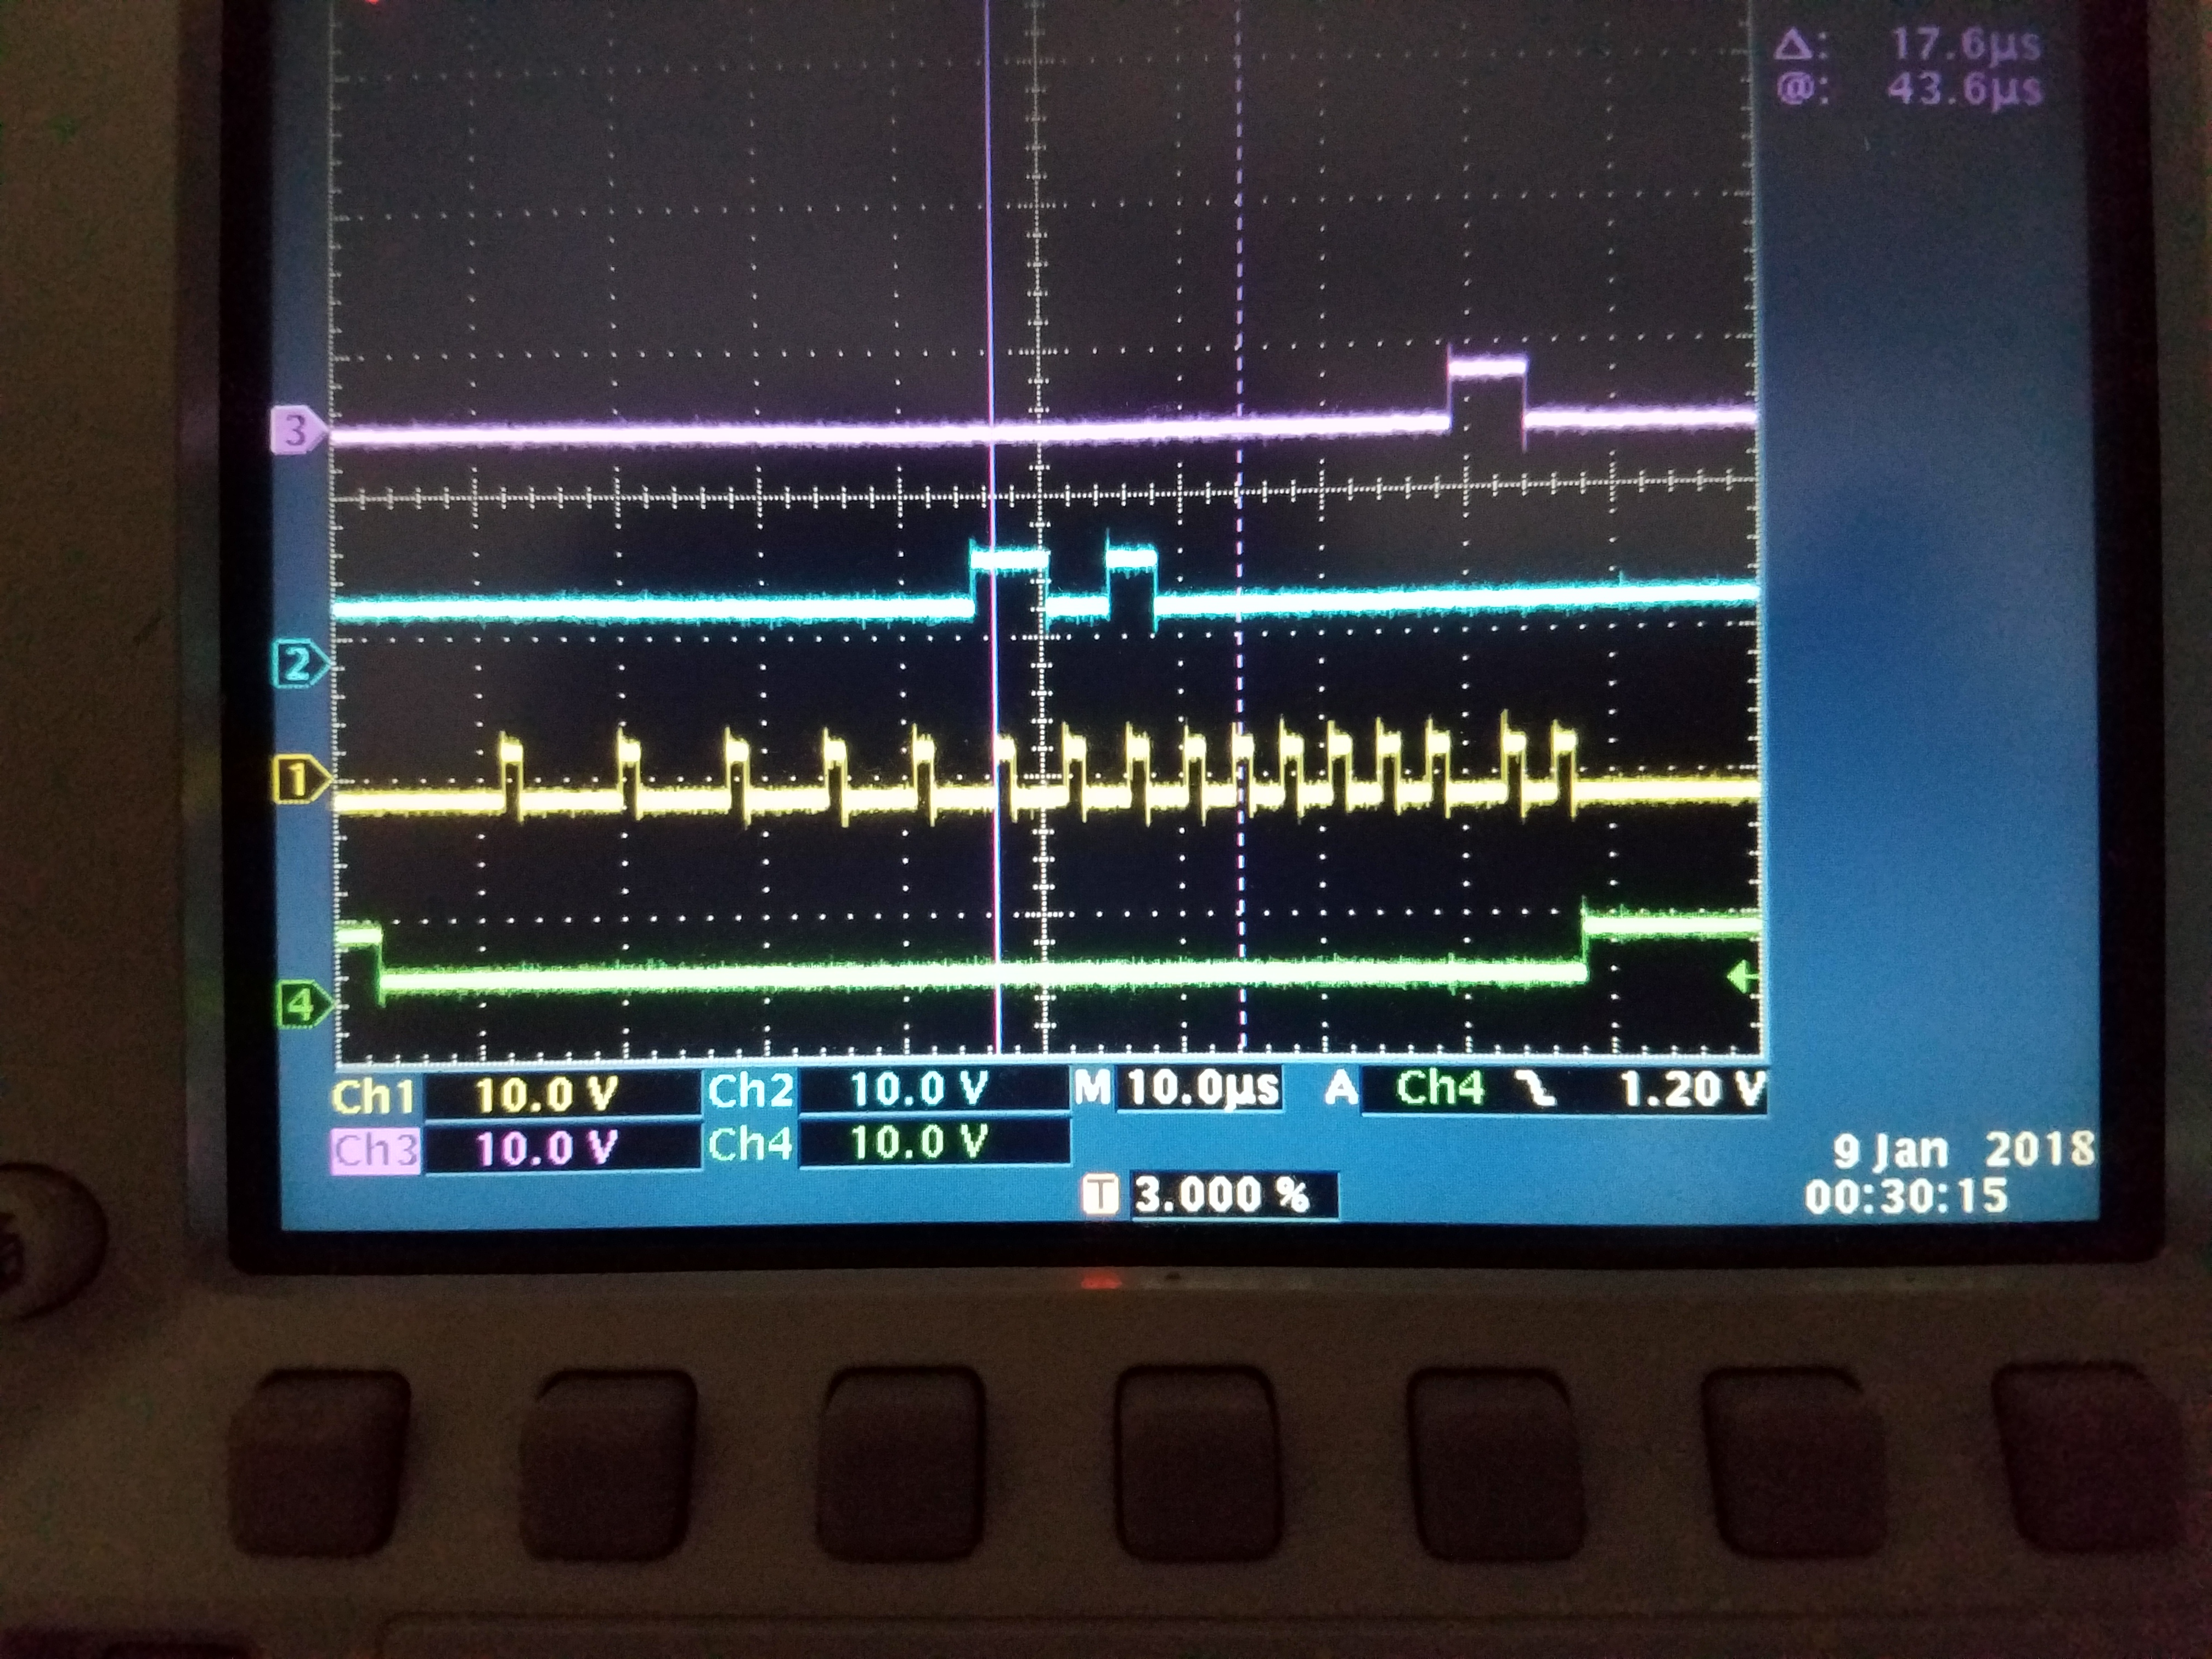 Δ: 17.6µs
@: 43.6µs
3
2
1
4
Ch1 10.0 V Ch2 10.0 V M 10.0µs A Ch4 1.20 V
Ch3 10.0 V Ch4 10.0 V
9 Jan 2018
T 3.000 %
00:30:15